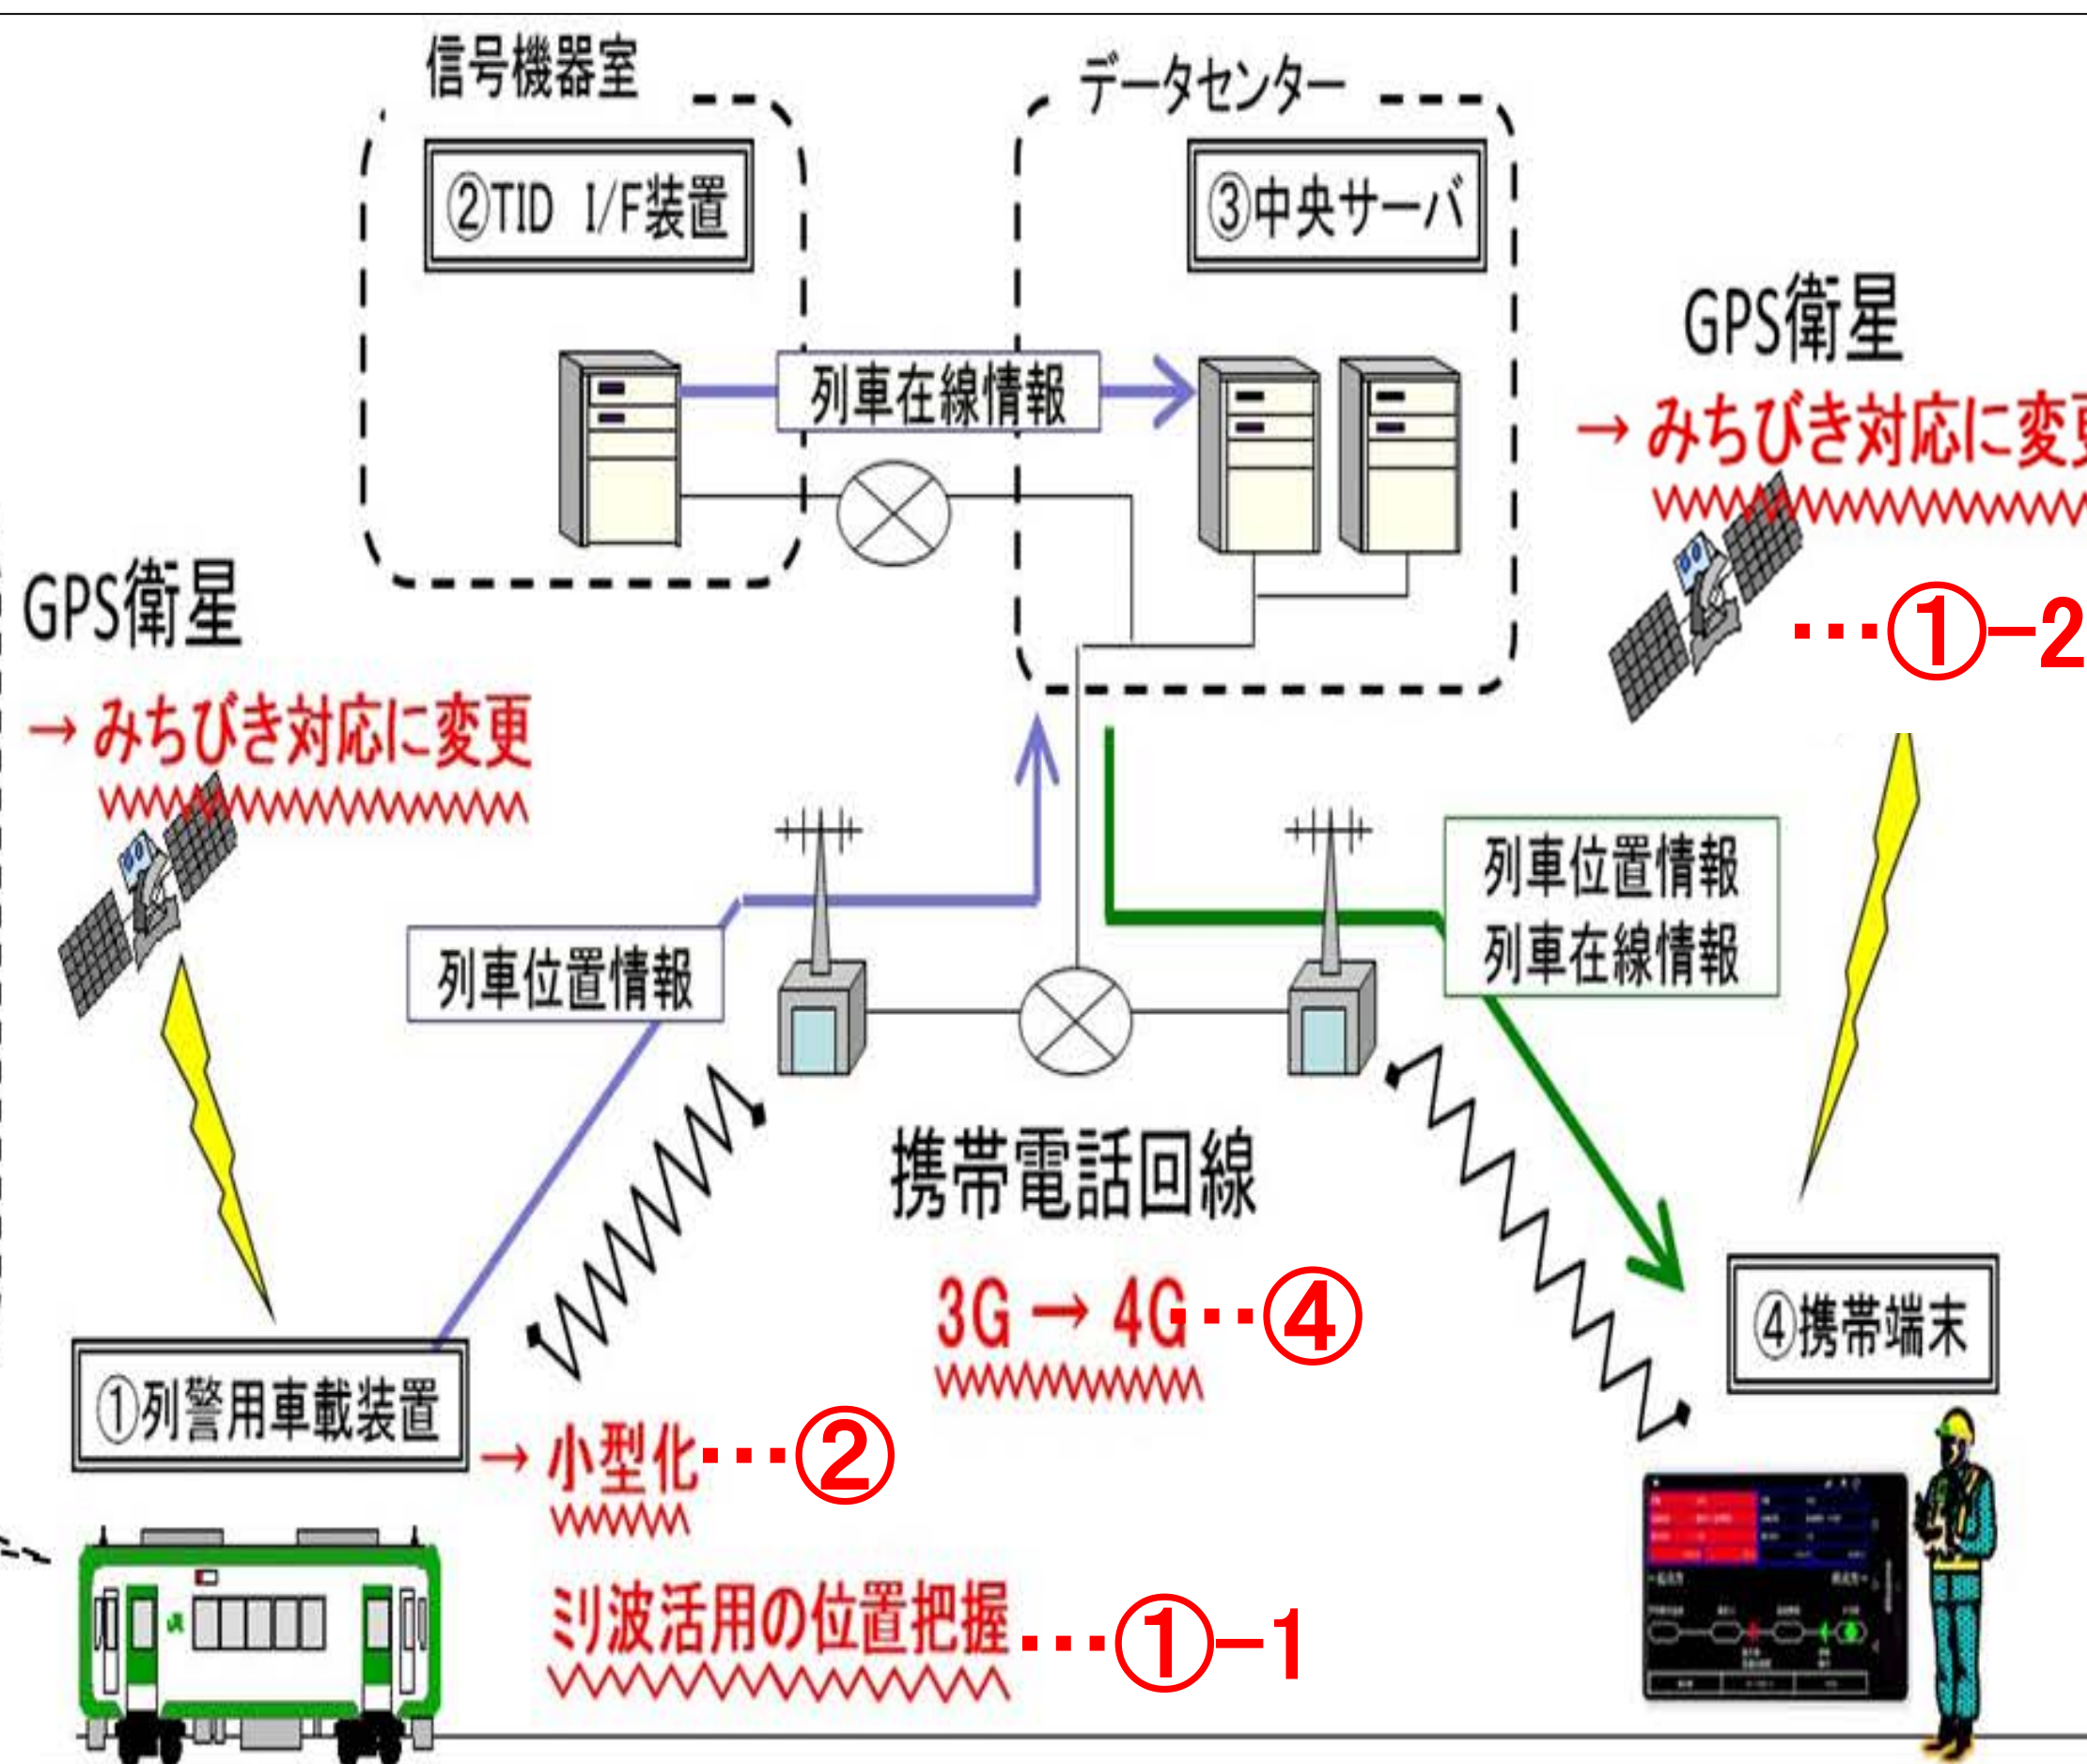 信号機器室
②TID I/F装置
データセンター
③中央サーバ
列車在線情報
GPS衛星
→ みちびき対応に変更
･･･①-2
GPS衛星
→ みちびき対応に変更
列車位置情報
列車位置情報
列車在線情報
携帯電話回線
3G → 4G･･･④
①列警用車載装置
→ 小型化･･･②
ミリ波活用の位置把握･･･①-1
④携帯端末
JR